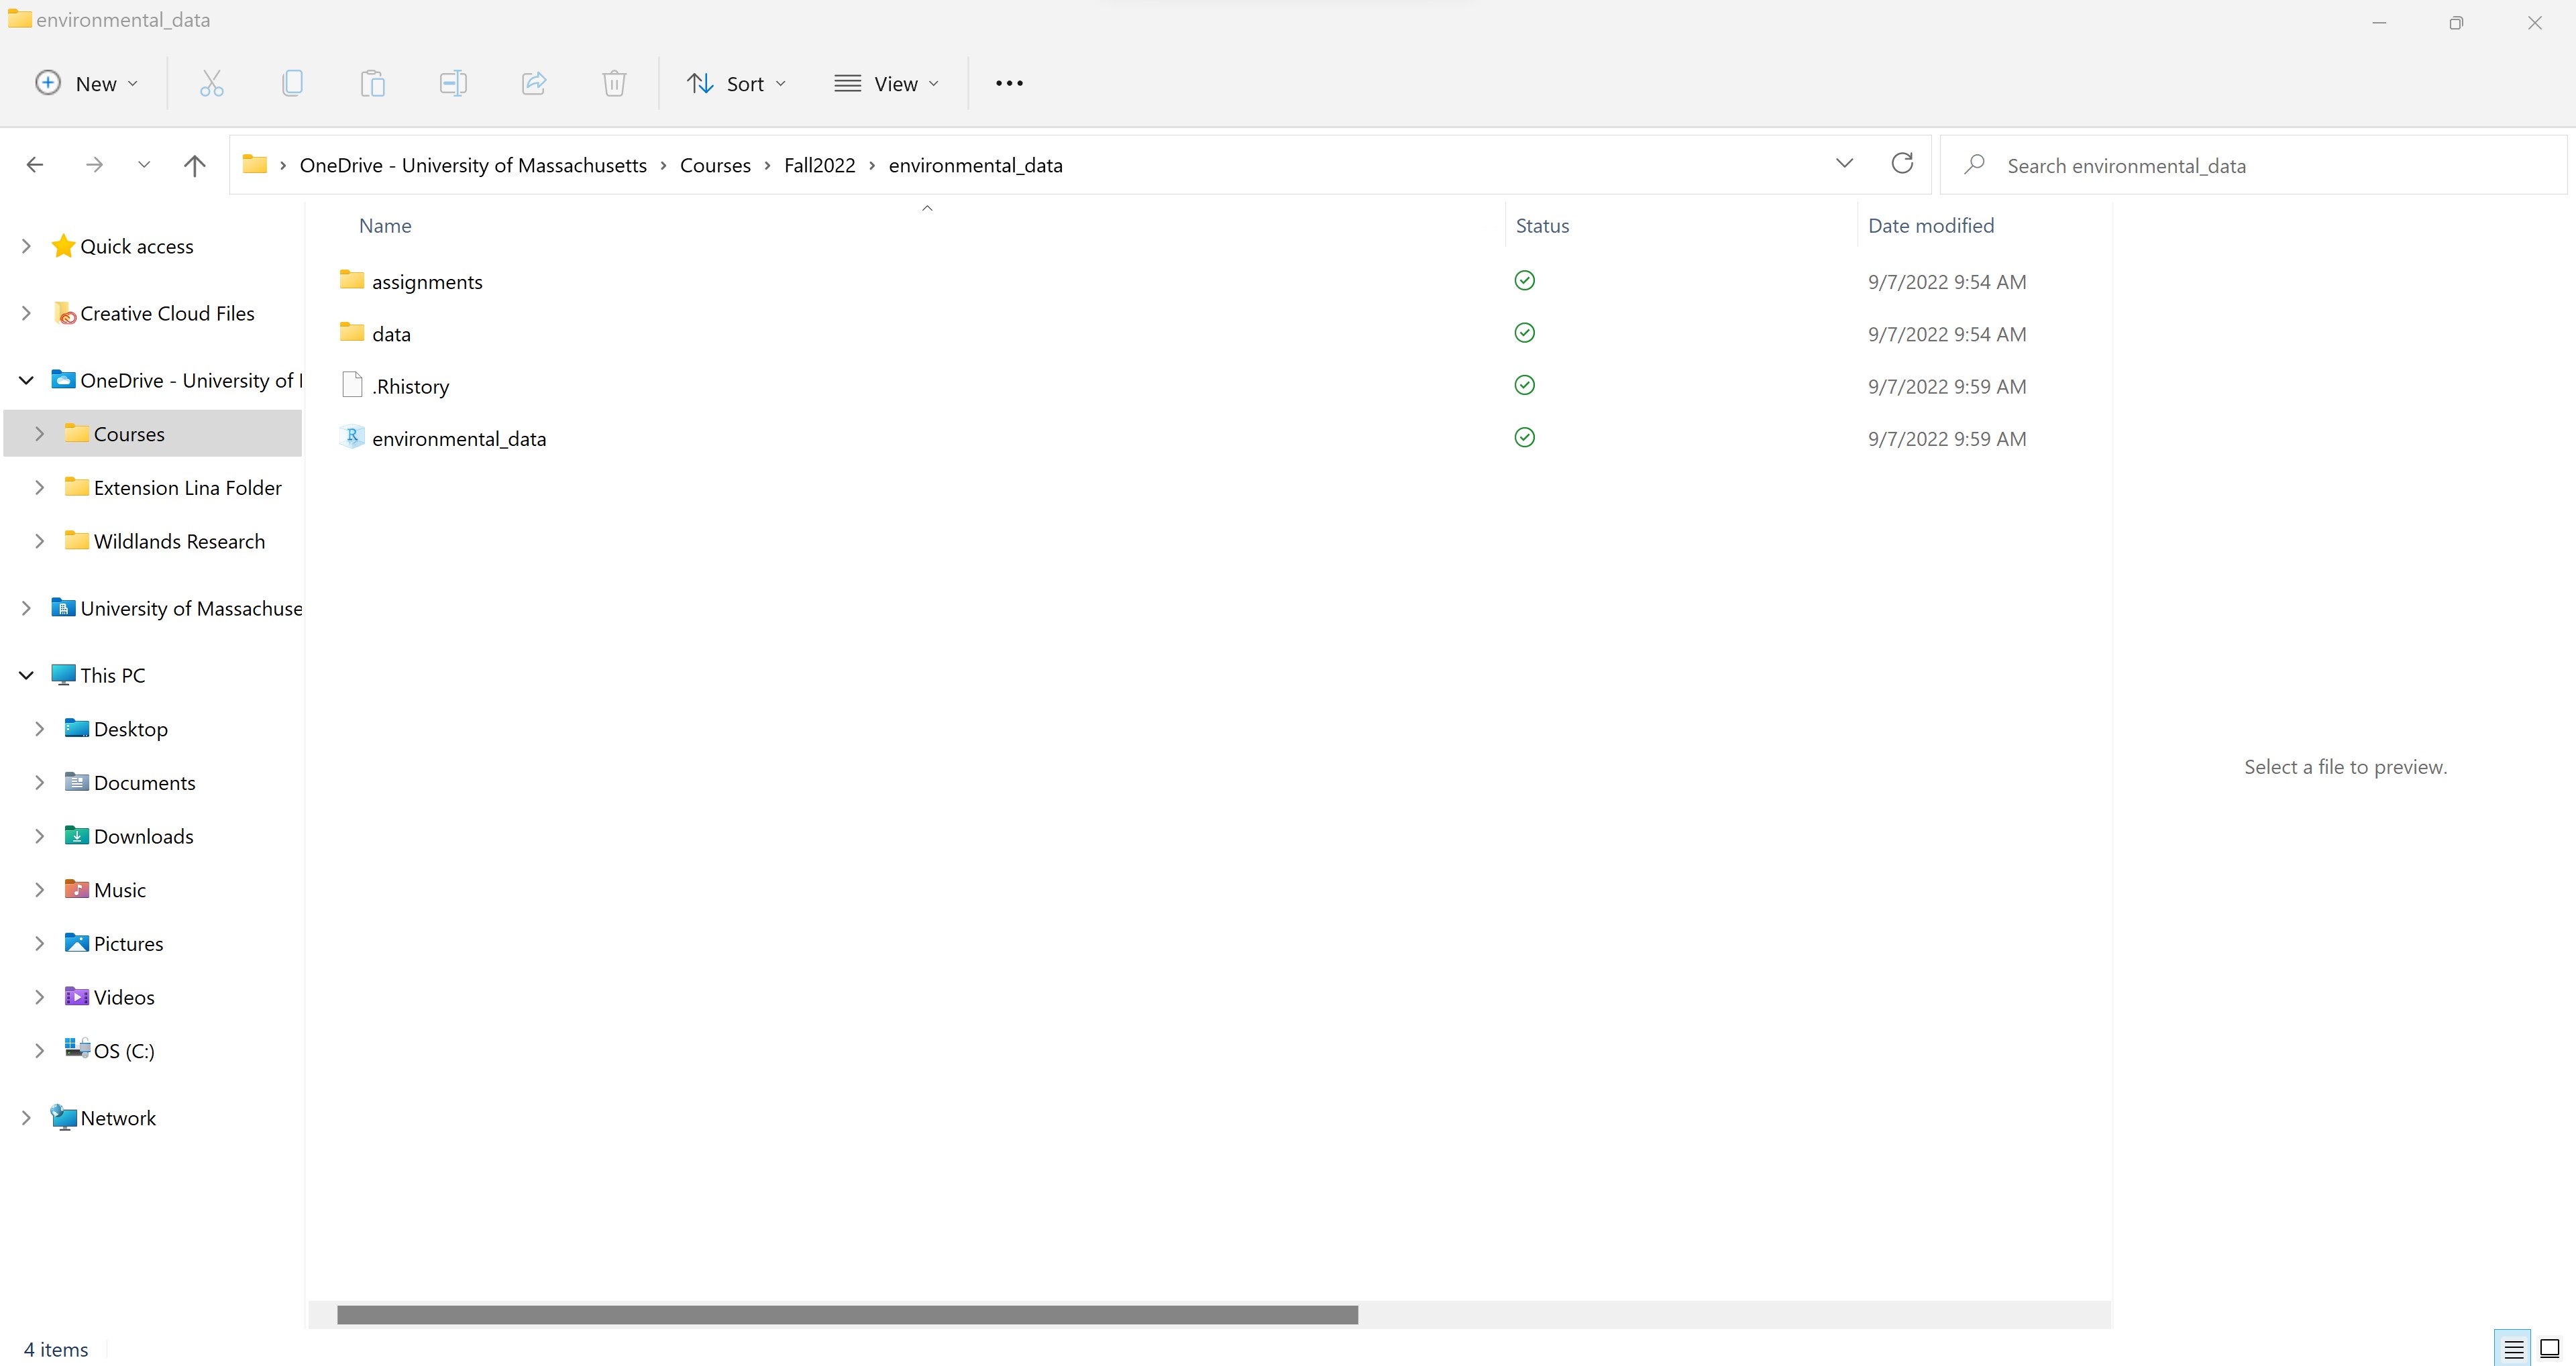 environmental_data
New
Sort
View
OneDrive - University of Massachusetts › Courses › Fall2022 › environmental_data
Search environmental_data
Name Status Date modified
Quick access
Creative Cloud Files
OneDrive - University of
Courses
Extension Lina Folder
Wildlands Research
University of Massachuse
This PC
Desktop
Documents
Downloads
Music
Pictures
Videos
OS (C:)
Network
assignments 9/7/2022 9:54 AM
data 9/7/2022 9:54 AM
.Rhistory 9/7/2022 9:59 AM
R environmental_data 9/7/2022 9:59 AM
Select a file to preview.
4 items